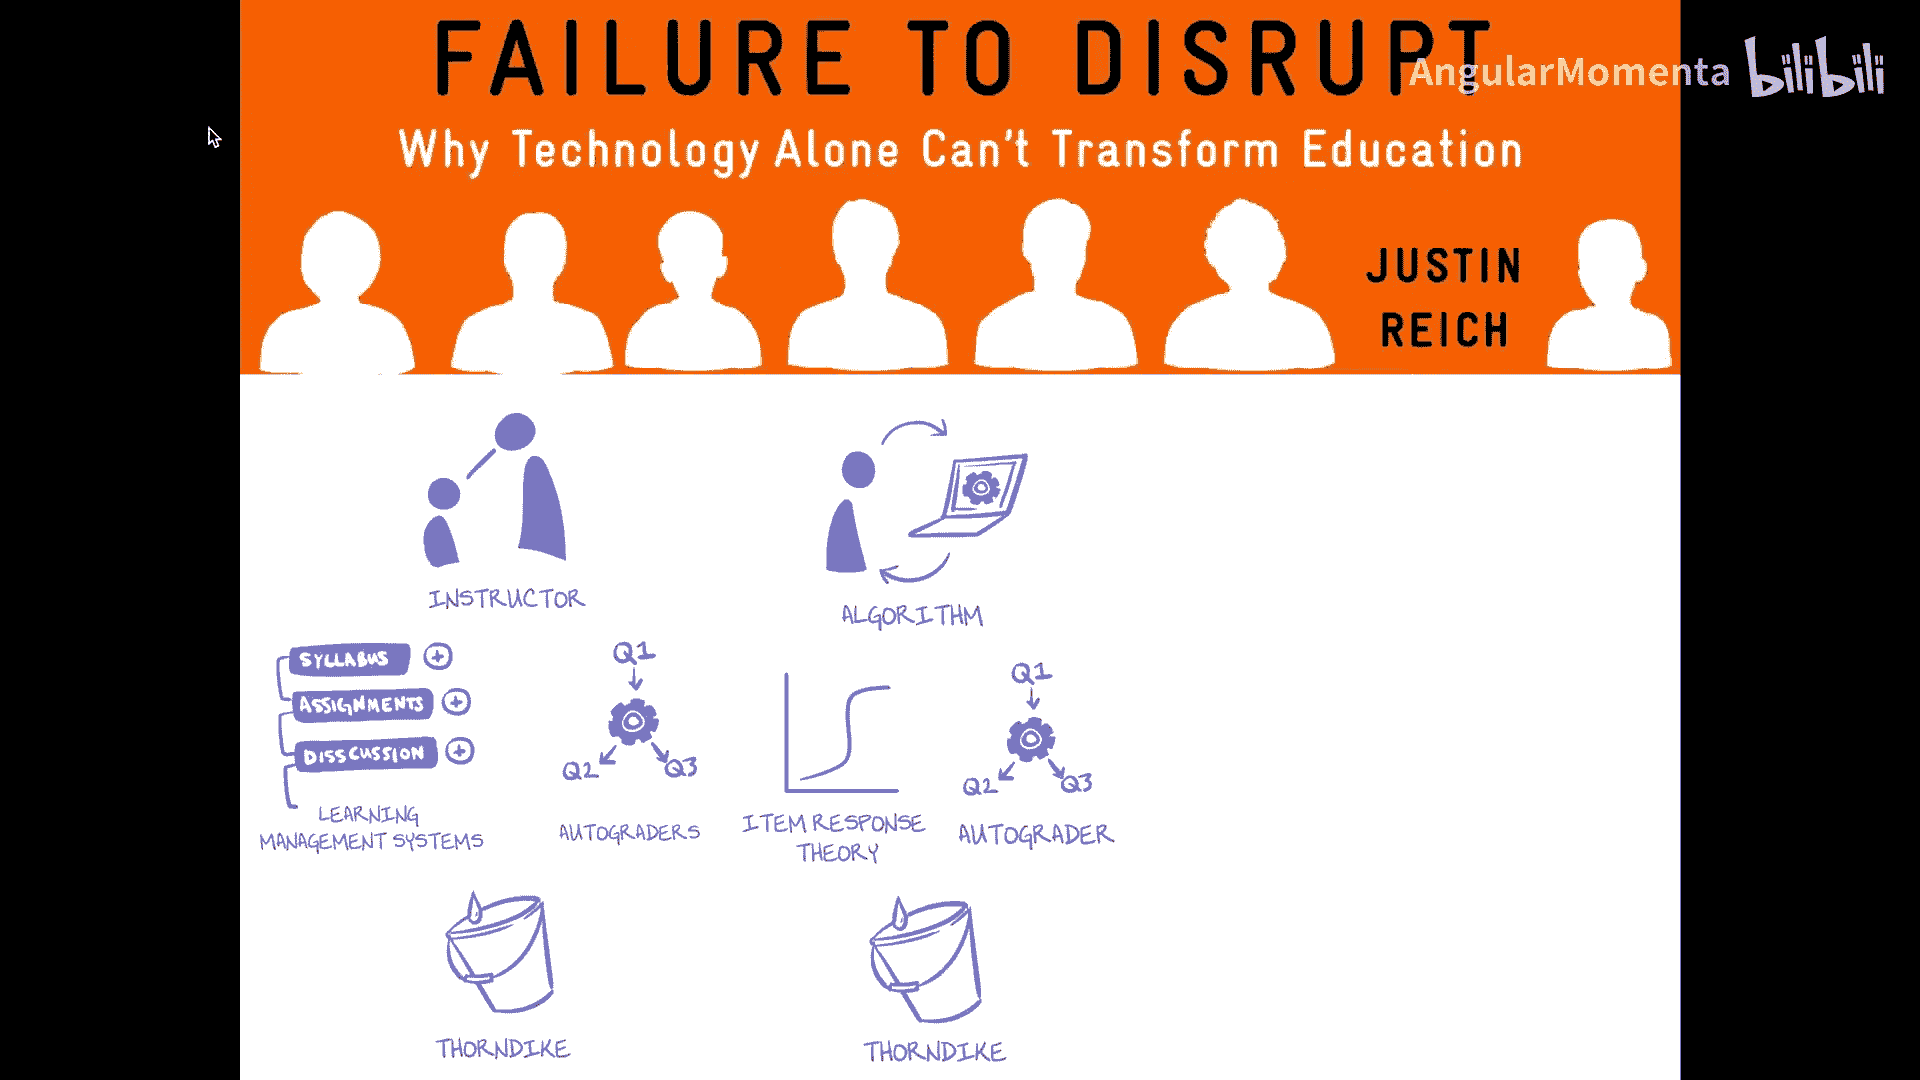 FAILURE TO DISRUPT
AngularMomenta bilibili
Why Technology Alone Can't Transform Education
JUSTIN
REICH
INSTRUCTOR
ALGORITHM
SYLLABUS
ASSIGNMENTS
DISSCUSSION
LEARNING
MANAGEMENT SYSTEMS
Q1
Q2
Q3
AUTOGRADERS
ITEM RESPONSE
THEORY
Q1
Q2
Q3
AUTOGRADER
THORNDIKE
THORNDIKE